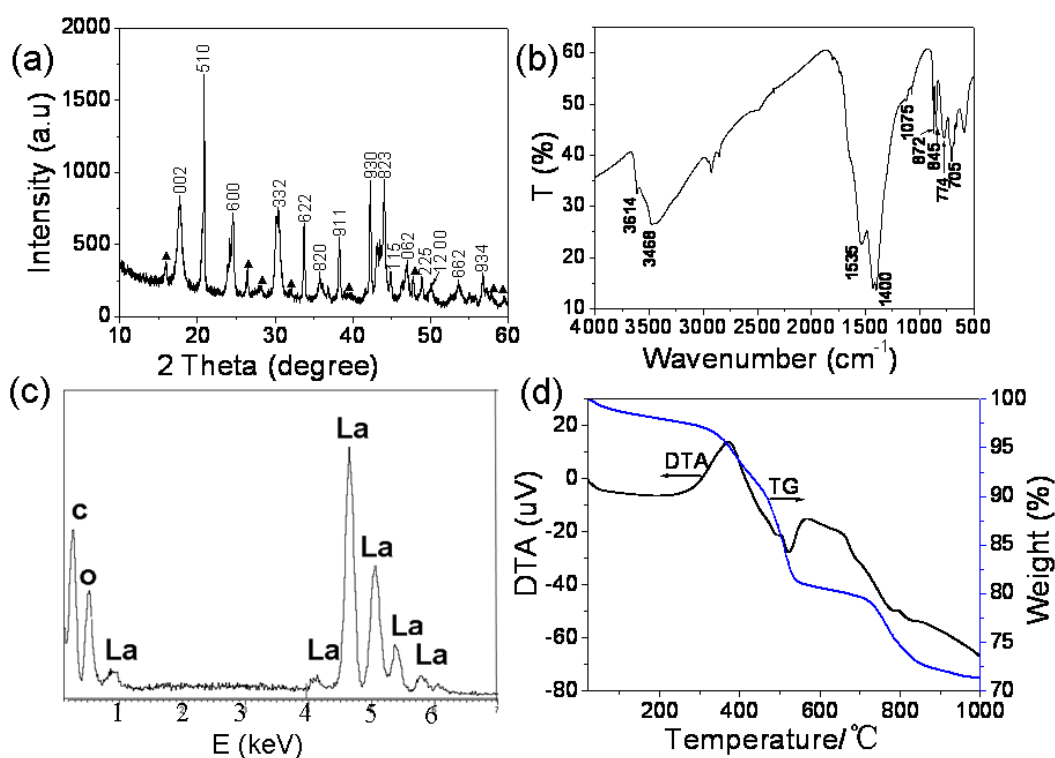 (a)
2000
1500
1000
500
0
Intensity (a.u)
002
510
600
332
622
820
911
930
823
115
062
225
12 00
662
934
10 20 30 40 50 60
2 Theta (degree)
(b)
60
50
40
30
20
10
T (%)
3614
3468
1535
1400
1075
872
845
774
705
4000 3500 3000 2500 2000 1500 1000 500
Wavenumber (cm⁻¹)
(c)
C
O
La
La
La
La
La
La
1 2 3 4 5 6 7
E (keV)
(d)
20
0
-20
-40
-60
-80
DTA (uV)
DTA
TG
100
95
90
85
80
75
70
Weight (%)
200 400 600 800 1000
Temperature/℃